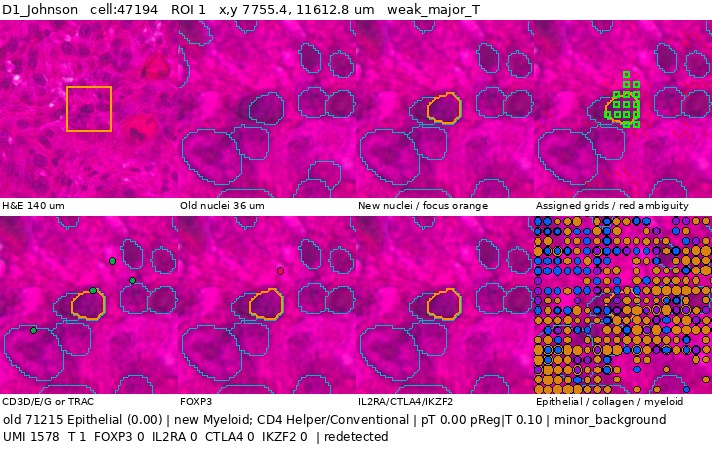 D1_Johnson cell:47194 ROI 1 x,y 7755.4, 11612.8 um weak_major_T
H&E 140 um
Old nuclei 36 um
New nuclei / focus orange
Assigned grids / red ambiguity
CD3D/E/G or TRAC
FOXP3
IL2RA/CTLA4/IKZF2
Epithelial / collagen / myeloid
old 71215 Epithelial (0.00) | new Myeloid; CD4 Helper/Conventional | pT 0.00 pReg|T 0.10 | minor_background
UMI 1578 T 1 FOXP3 0 IL2RA 0 CTLA4 0 IKZF2 0 | redetected